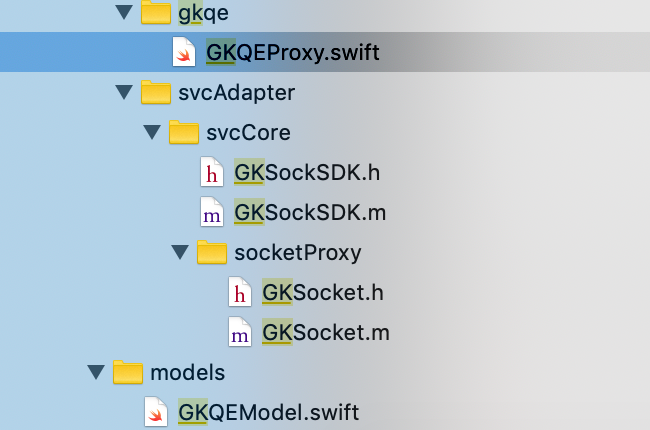 gkqe
GKQEProxy.swift
svcAdapter
svcCore
h GKSockSDK.h
m GKSockSDK.m
socketProxy
h GKSocket.h
m GKSocket.m
models
GKQEModel.swift